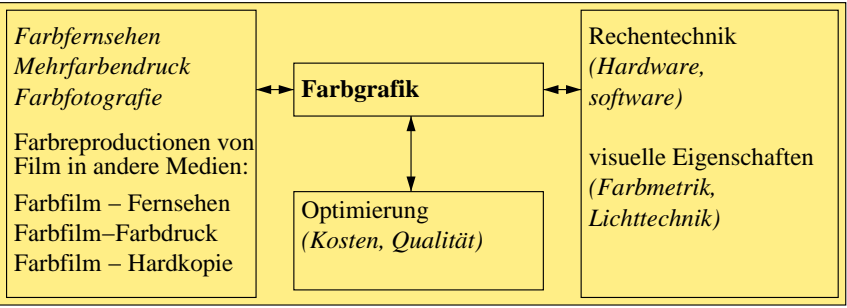 Farbfernsehen
Mehrfarbendruck
Farbfotografie
Farbreproductionen von
Film in andere Medien:
Farbfilm – Fernsehen
Farbfilm–Farbdruck
Farbfilm – Hardkopie
Farbgrafik
Optimierung
(Kosten, Qualität)
Rechentechnik
(Hardware,
software)
visuelle Eigenschaften
(Farbmetrik,
Lichttechnik)